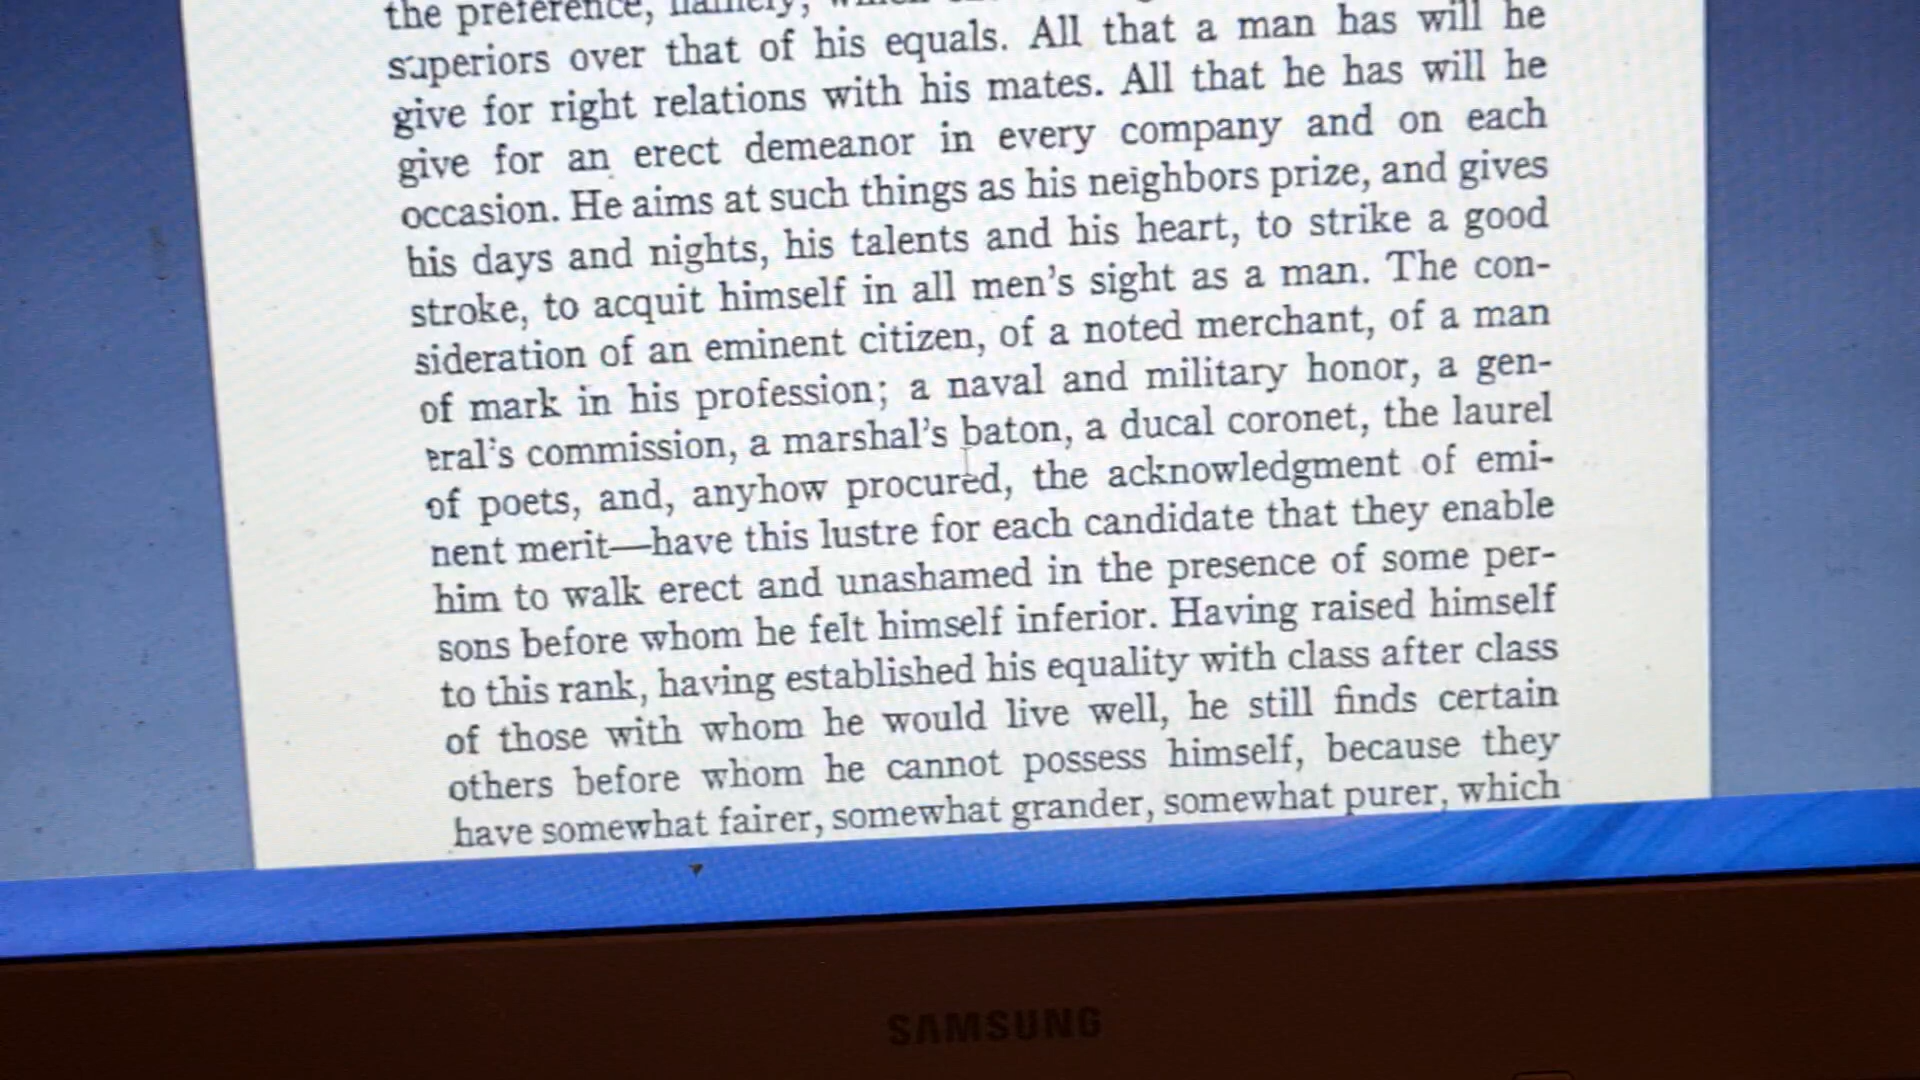 the preference, namely,
superiors over that of his equals. All that a man has will he
give for right relations with his mates. All that he has will he
give for an erect demeanor in every company and on each
occasion. He aims at such things as his neighbors prize, and gives
his days and nights, his talents and his heart, to strike a good
stroke, to acquit himself in all men's sight as a man. The con-
sideration of an eminent citizen, of a noted merchant, of a man
of mark in his profession; a naval and military honor, a gen-
eral's commission, a marshal's baton, a ducal coronet, the laurel
of poets, and, anyhow procured, the acknowledgment of emi-
nent merit—have this lustre for each candidate that they enable
him to walk erect and unashamed in the presence of some per-
sons before whom he felt himself inferior. Having raised himself
to this rank, having established his equality with class after class
of those with whom he would live well, he still finds certain
others before whom he cannot possess himself, because they
have somewhat fairer, somewhat grander, somewhat purer, which
SAMSUNG